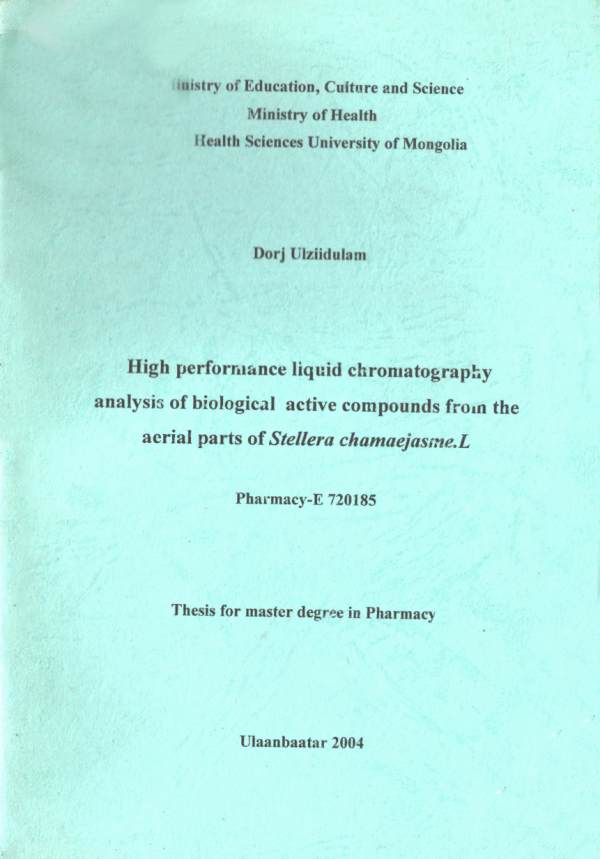 Ministry of Education, Culture and Science
Ministry of Health
Health Sciences University of Mongolia
Dorj Ulziidulam
High performance liquid chromatography
analysis of biological active compounds from the
aerial parts of Stellera chamaejasme.L
Pharmacy-E 720185
Thesis for master degree in Pharmacy
Ulaanbaatar 2004